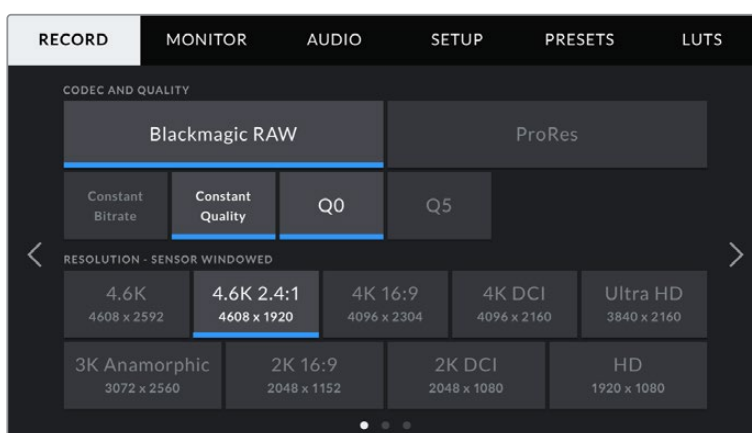 RECORD MONITOR AUDIO SETUP PRESETS LUTS
CODEC AND QUALITY
Blackmagic RAW ProRes
Constant Bitrate Constant Quality Q0 Q5
RESOLUTION - SENSOR WINDOWED
4.6K 4.6K 2.4:1 4K 16:9 4K DCI Ultra HD
4608 x 2592 4608 x 1920 4096 x 2304 4096 x 2160 3840 x 2160
3K Anamorphic 2K 16:9 2K DCI HD
3072 x 2560 2048 x 1152 2048 x 1080 1920 x 1080